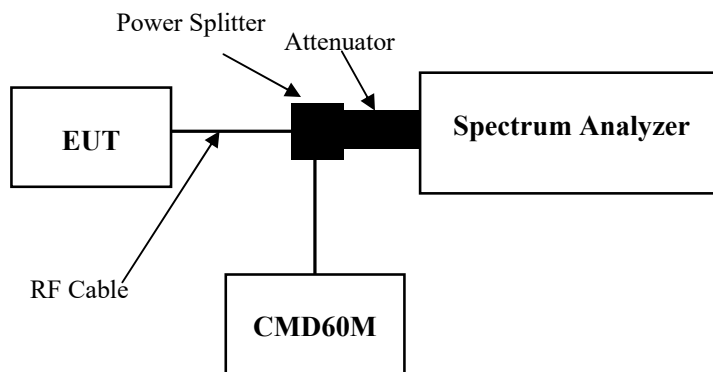 Power Splitter
Attenuator
EUT
Spectrum Analyzer
RF Cable
CMD60M